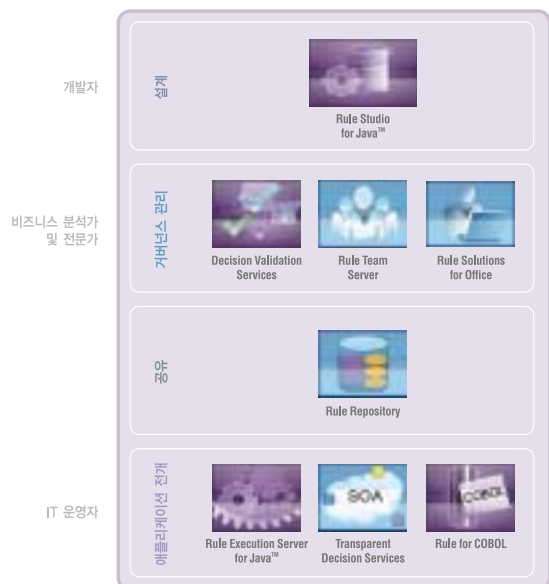 개발자
설계
Rule Studio
for Java™
비즈니스 분석가
및 전문가
거버넌스 관리
Decision Validation
Services
Rule Team
Server
Rule Solutions
for Office
공유
Rule Repository
IT 운영자
애플리케이션 전개
SOA
COBOL
Rule Execution Server
for Java™
Transparent
Decision Services
Rule for COBOL